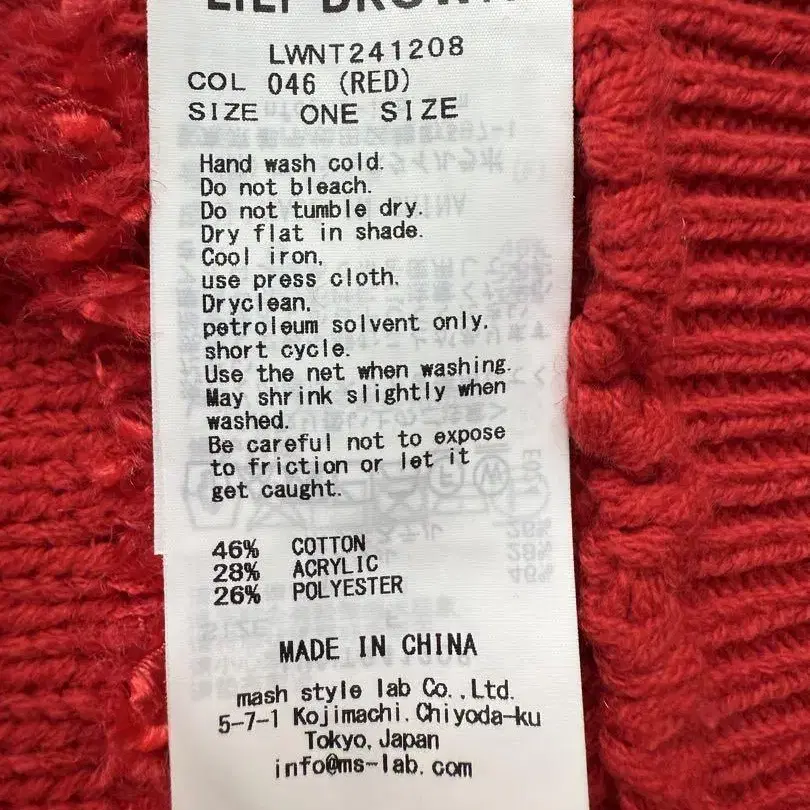 LILY BROWN
LWNT241208
COL 046 (RED)
SIZE ONE SIZE
Hand wash cold.
Do not bleach.
Do not tumble dry.
Dry flat in shade.
Cool iron,
use press cloth.
Dryclean,
petroleum solvent only,
short cycle.
Use the net when washing.
May shrink slightly when
washed.
Be careful not to expose
to friction or let it
get caught.
46% COTTON
28% ACRYLIC
26% POLYESTER
MADE IN CHINA
mash style lab Co.,Ltd.
5-7-1 Kojimachi,Chiyoda-ku
Tokyo,Japan
info@ms-lab.com